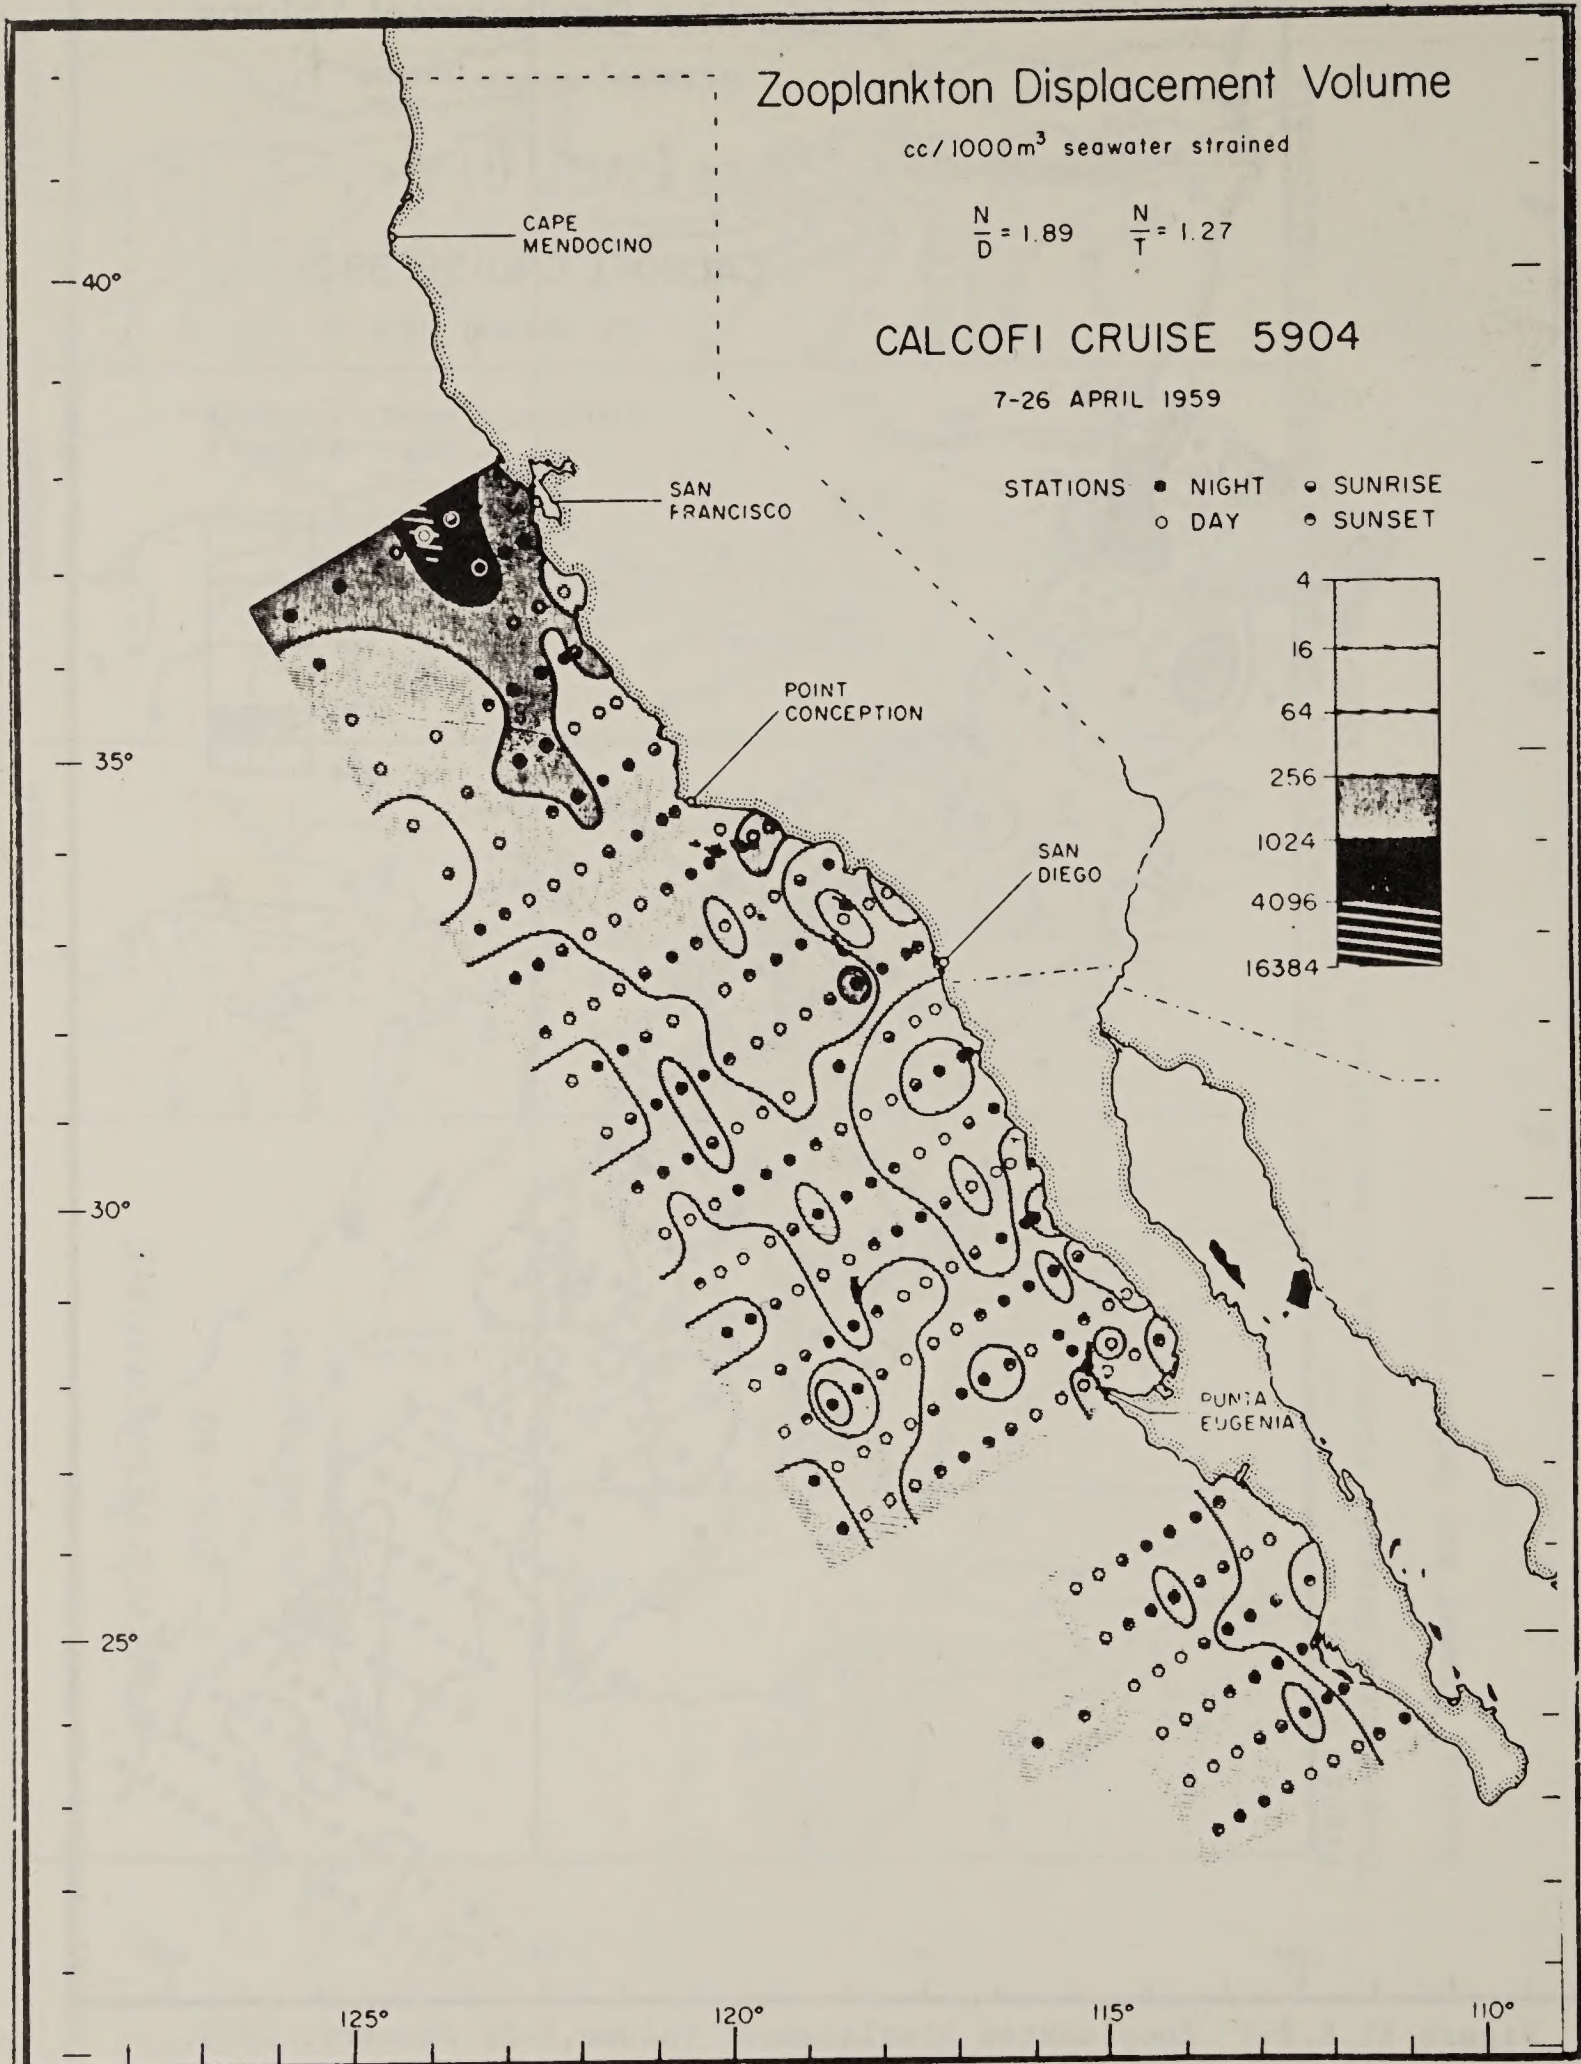 Zooplankton Displacement Volume
cc/1000m³ seawater strained
N/D = 1.89 N/T = 1.27
CALCOFI CRUISE 5904
7-26 APRIL 1959
STATIONS ● NIGHT SUNRISE
○ DAY SUNSET
4
16
64
256
1024
4096
16384
CAPE
MENDOCINO
40°
SAN
FRANCISCO
POINT
CONCEPTION
35°
SAN
DIEGO
30°
PUNTA
EUGENIA
25°
125°
120°
115°
110°